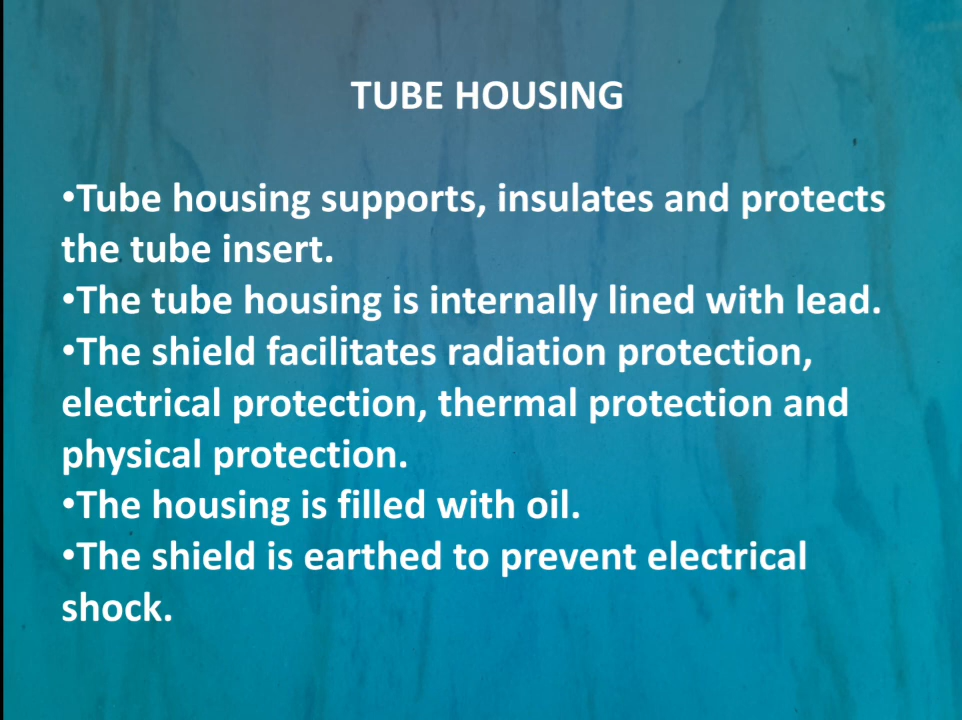 TUBE HOUSING
•Tube housing supports, insulates and protects
the tube insert.
•The tube housing is internally lined with lead.
•The shield facilitates radiation protection,
electrical protection, thermal protection and
physical protection.
•The housing is filled with oil.
•The shield is earthed to prevent electrical
shock.